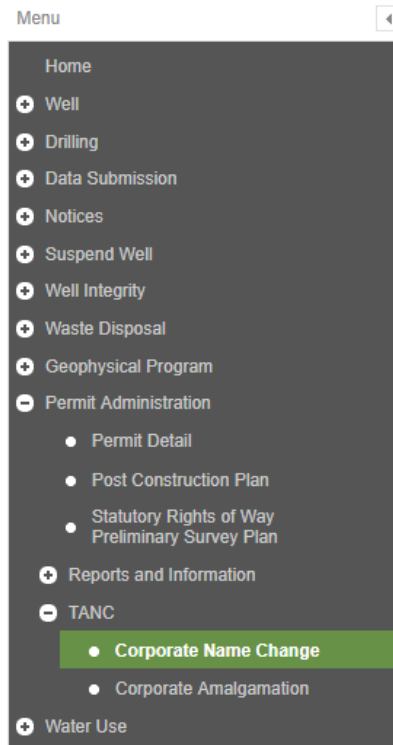 Menu
Home
Well
Drilling
Data Submission
Notices
Suspend Well
Well Integrity
Waste Disposal
Geophysical Program
Permit Administration
Permit Detail
Post Construction Plan
Statutory Rights of Way
Preliminary Survey Plan
Reports and Information
TANC
Corporate Name Change
Corporate Amalgamation
Water Use